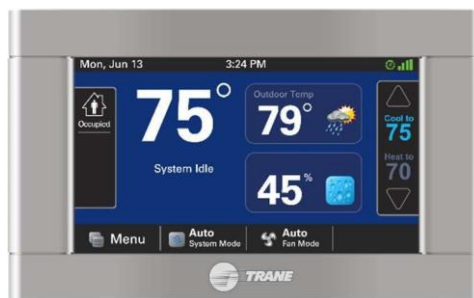 Mon, Jun 13
3:24 PM
Occupied
75°
System Idle
Outdoor Temp
79°
45%
Cool to
75
Heat to
70
Menu
Auto
System Mode
Auto
Fan Mode
TRANE